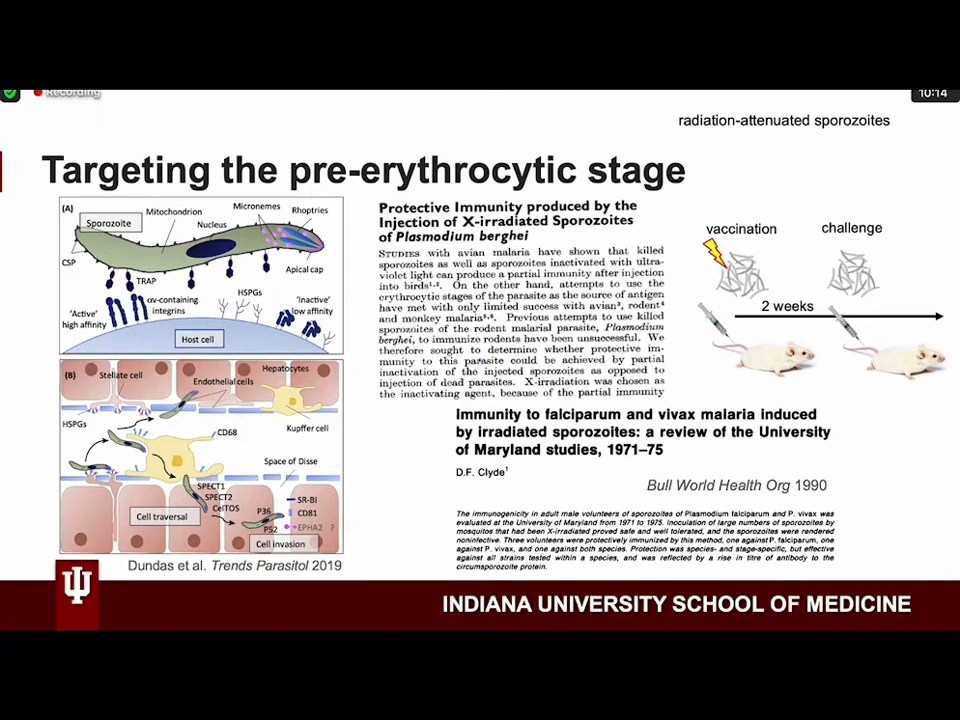 Recording
10:14
radiation-attenuated sporozoites
Targeting the pre-erythrocytic stage
(A)
Sporozoite
Mitochondrion
Micronemes
Rhoptries
Nucleus
CSP
TRAP
Apical cap
'Active'
high affinity
αv-containing
integrins
HSPGs
'Inactive'
low affinity
Host cell
(B)
Stellate cell
Endothelial cells
Hepatocytes
HSPGs
Kupffer cell
CD68
Space of Disse
SPECT1
SPECT2
CelTOS
P36
P52
SR-BI
CD81
EPHA2 ?
Cell traversal
Cell invasion
Dundas et al. Trends Parasitol 2019
Protective Immunity produced by the
Injection of X-irradiated Sporozoites
of Plasmodium berghei
STUDIES with avian malaria have shown that killed
sporozoites as well as sporozoites inactivated with ultra-
violet light can produce a partial immunity after injection
into birds¹,². On the other hand, attempts to use the
erythrocytic stages of the parasite as the source of antigen
have met with only limited success with avian³, rodent⁴
and monkey malaria⁵,⁶. Previous attempts to use killed
sporozoites of the rodent malarial parasite, Plasmodium
berghei, to immunize rodents have been unsuccessful. We
therefore sought to determine whether protective im-
munity to this parasite could be achieved by partial
inactivation of the injected sporozoites as opposed to
injection of dead parasites. X-irradiation was chosen as
the inactivating agent, because of the partial immunity
vaccination
challenge
2 weeks
Immunity to falciparum and vivax malaria induced
by irradiated sporozoites: a review of the University
of Maryland studies, 1971–75
D.F. Clyde¹
Bull World Health Org 1990
The immunogenicity in adult male volunteers of sporozoites of Plasmodium falciparum and P. vivax was
evaluated at the University of Maryland from 1971 to 1975. Inoculation of large numbers of sporozoites by
mosquitos that had been X-irradiated proved safe and well tolerated, and the sporozoites were rendered
noninfective. Three volunteers were protectively immunized by this method, one against P. falciparum, one
against P. vivax, and one against both species. Protection was species- and stage-specific, but effective
against all strains tested within a species, and was reflected by a rise in titre of antibody to the
circumsporozoite protein.
INDIANA UNIVERSITY SCHOOL OF MEDICINE